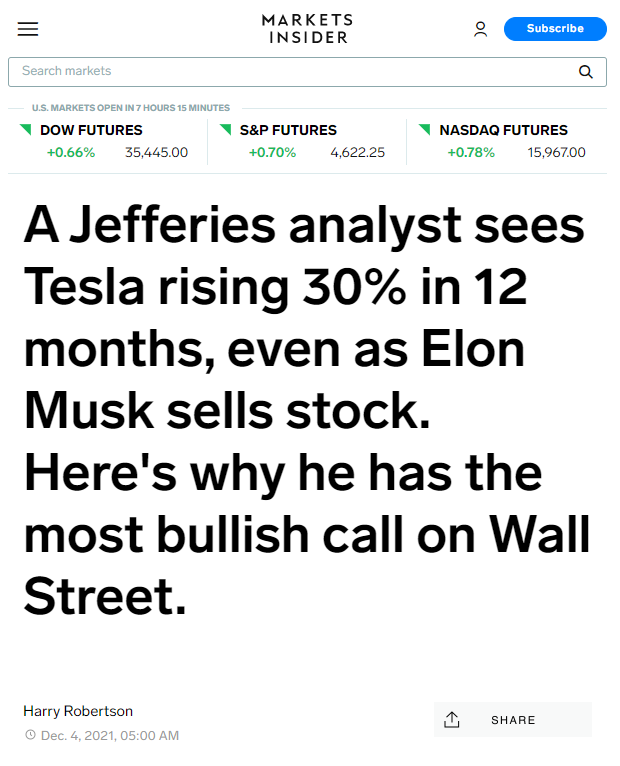 MARKETS
INSIDER
Subscribe
Search markets
U.S. MARKETS OPEN IN 7 HOURS 15 MINUTES
DOW FUTURES
+0.66% 35,445.00
S&P FUTURES
+0.70% 4,622.25
NASDAQ FUTURES
+0.78% 15,967.00
A Jefferies analyst sees
Tesla rising 30% in 12
months, even as Elon
Musk sells stock.
Here's why he has the
most bullish call on Wall
Street.
Harry Robertson
Dec. 4, 2021, 05:00 AM
SHARE